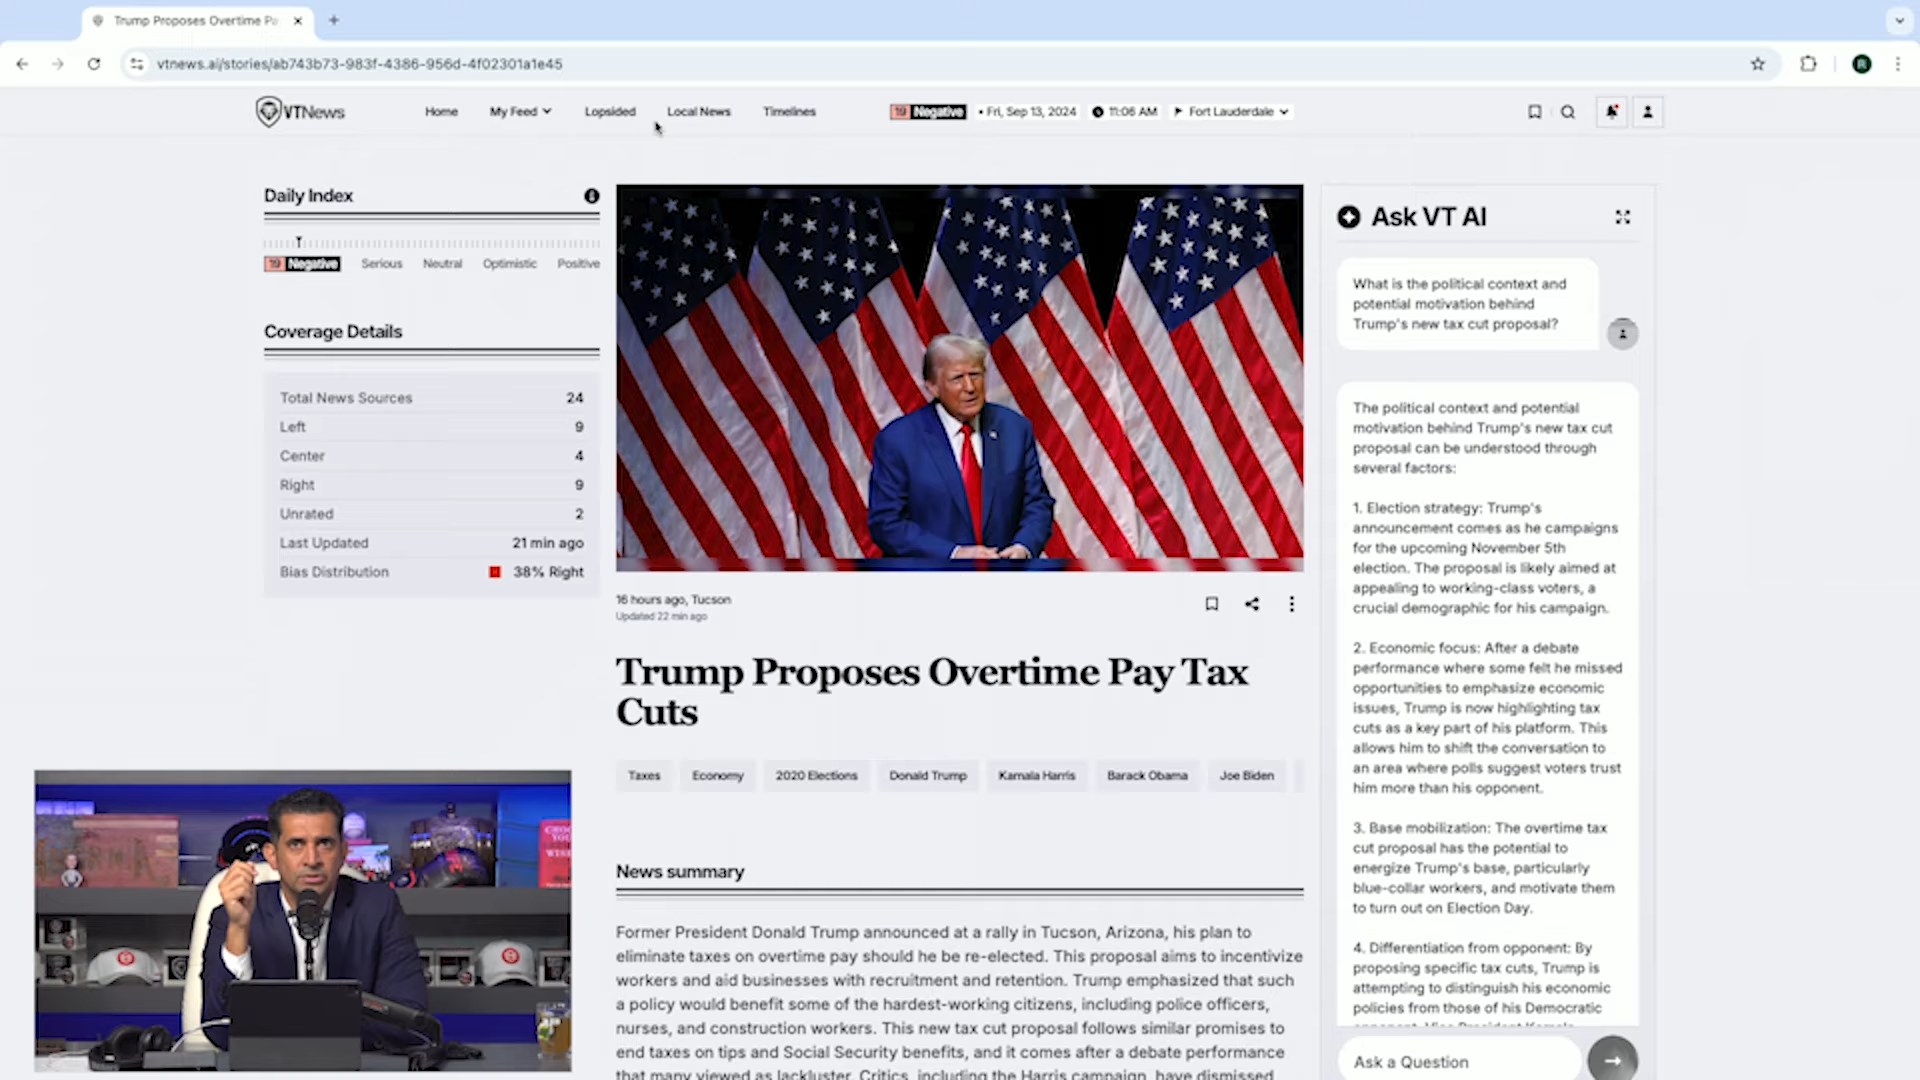 Trump Proposes Overtime Pa
vtnews.ai/stories/ab743b73-983f-4386-956d-4f02301a1e45
VTNews
Home
My Feed
Lopsided
Local News
Timelines
19 Negative
• Fri, Sep 13, 2024
11:06 AM
Fort Lauderdale
Daily Index
19 Negative
Serious
Neutral
Optimistic
Positive
Coverage Details
Total News Sources 24
Left 9
Center 4
Right 9
Unrated 2
Last Updated 21 min ago
Bias Distribution 38% Right
16 hours ago, Tucson
Updated 22 min ago
Trump Proposes Overtime Pay Tax
Cuts
Taxes
Economy
2020 Elections
Donald Trump
Kamala Harris
Barack Obama
Joe Biden
News summary
Former President Donald Trump announced at a rally in Tucson, Arizona, his plan to
eliminate taxes on overtime pay should he be re-elected. This proposal aims to incentivize
workers and aid businesses with recruitment and retention. Trump emphasized that such
a policy would benefit some of the hardest-working citizens, including police officers,
nurses, and construction workers. This new tax cut proposal follows similar promises to
end taxes on tips and Social Security benefits, and it comes after a debate performance
that many viewed as lackluster. Critics, including the Harris campaign, have dismissed
Ask VT AI
What is the political context and
potential motivation behind
Trump's new tax cut proposal?
The political context and potential
motivation behind Trump's new tax cut
proposal can be understood through
several factors:
1. Election strategy: Trump's
announcement comes as he campaigns
for the upcoming November 5th
election. The proposal is likely aimed at
appealing to working-class voters, a
crucial demographic for his campaign.
2. Economic focus: After a debate
performance where some felt he missed
opportunities to emphasize economic
issues, Trump is now highlighting tax
cuts as a key part of his platform. This
allows him to shift the conversation to
an area where polls suggest voters trust
him more than his opponent.
3. Base mobilization: The overtime tax
cut proposal has the potential to
energize Trump's base, particularly
blue-collar workers, and motivate them
to turn out on Election Day.
4. Differentiation from opponent: By
proposing specific tax cuts, Trump is
attempting to distinguish his economic
policies from those of his Democratic
Ask a Question